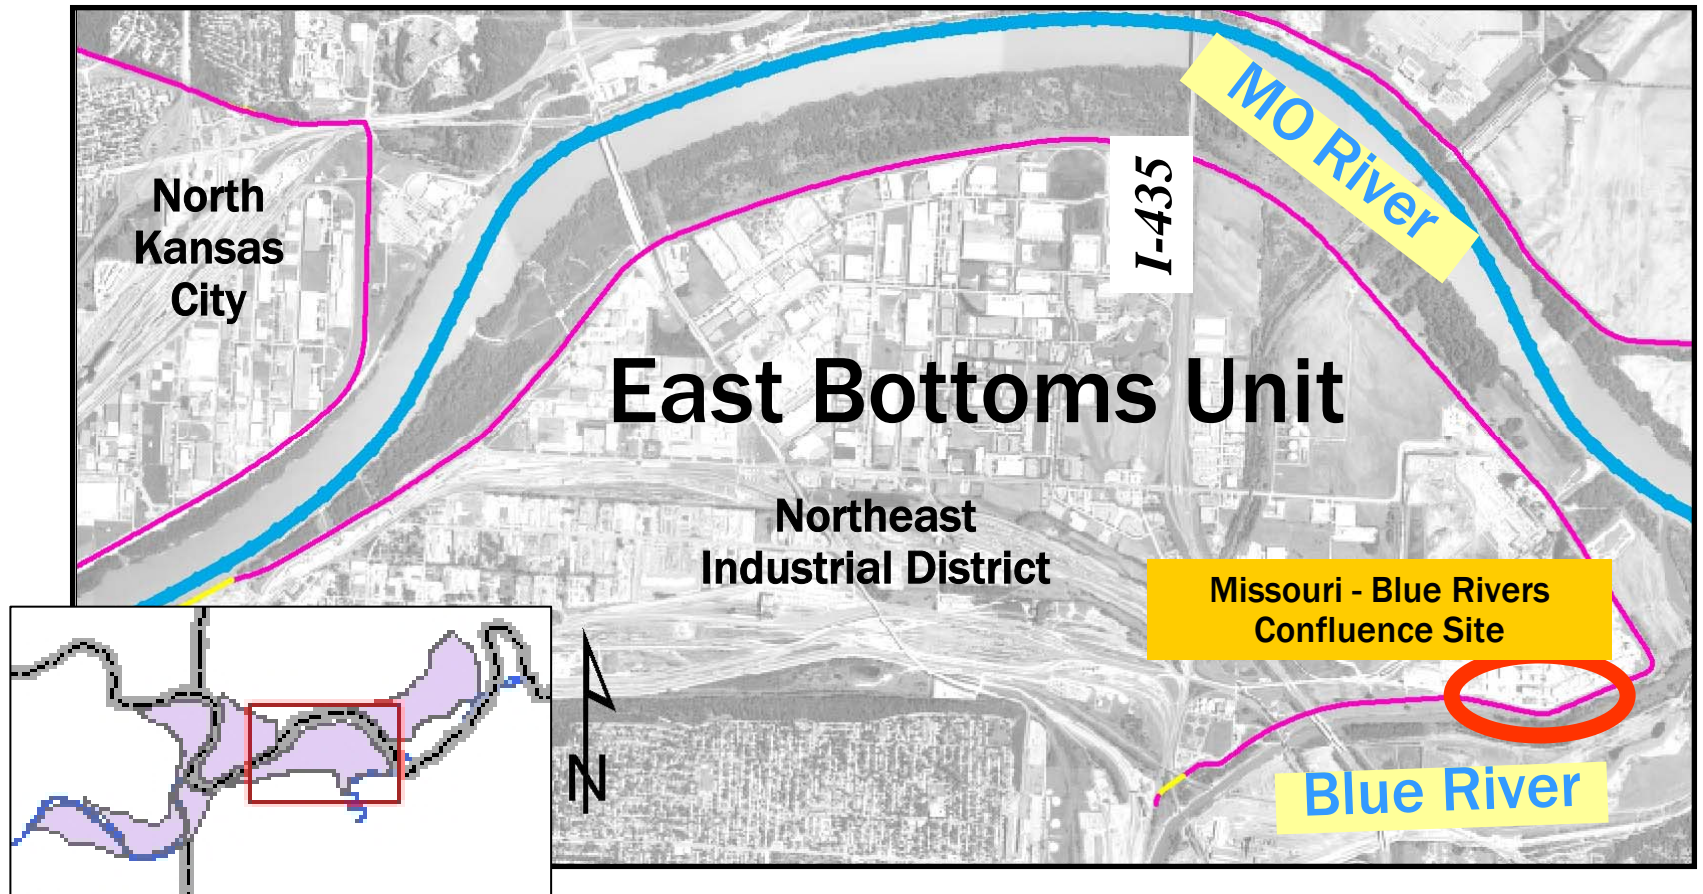 MO River
I-435
North
Kansas
City
East Bottoms Unit
Northeast
Industrial District
Missouri - Blue Rivers
Confluence Site
N
Blue River